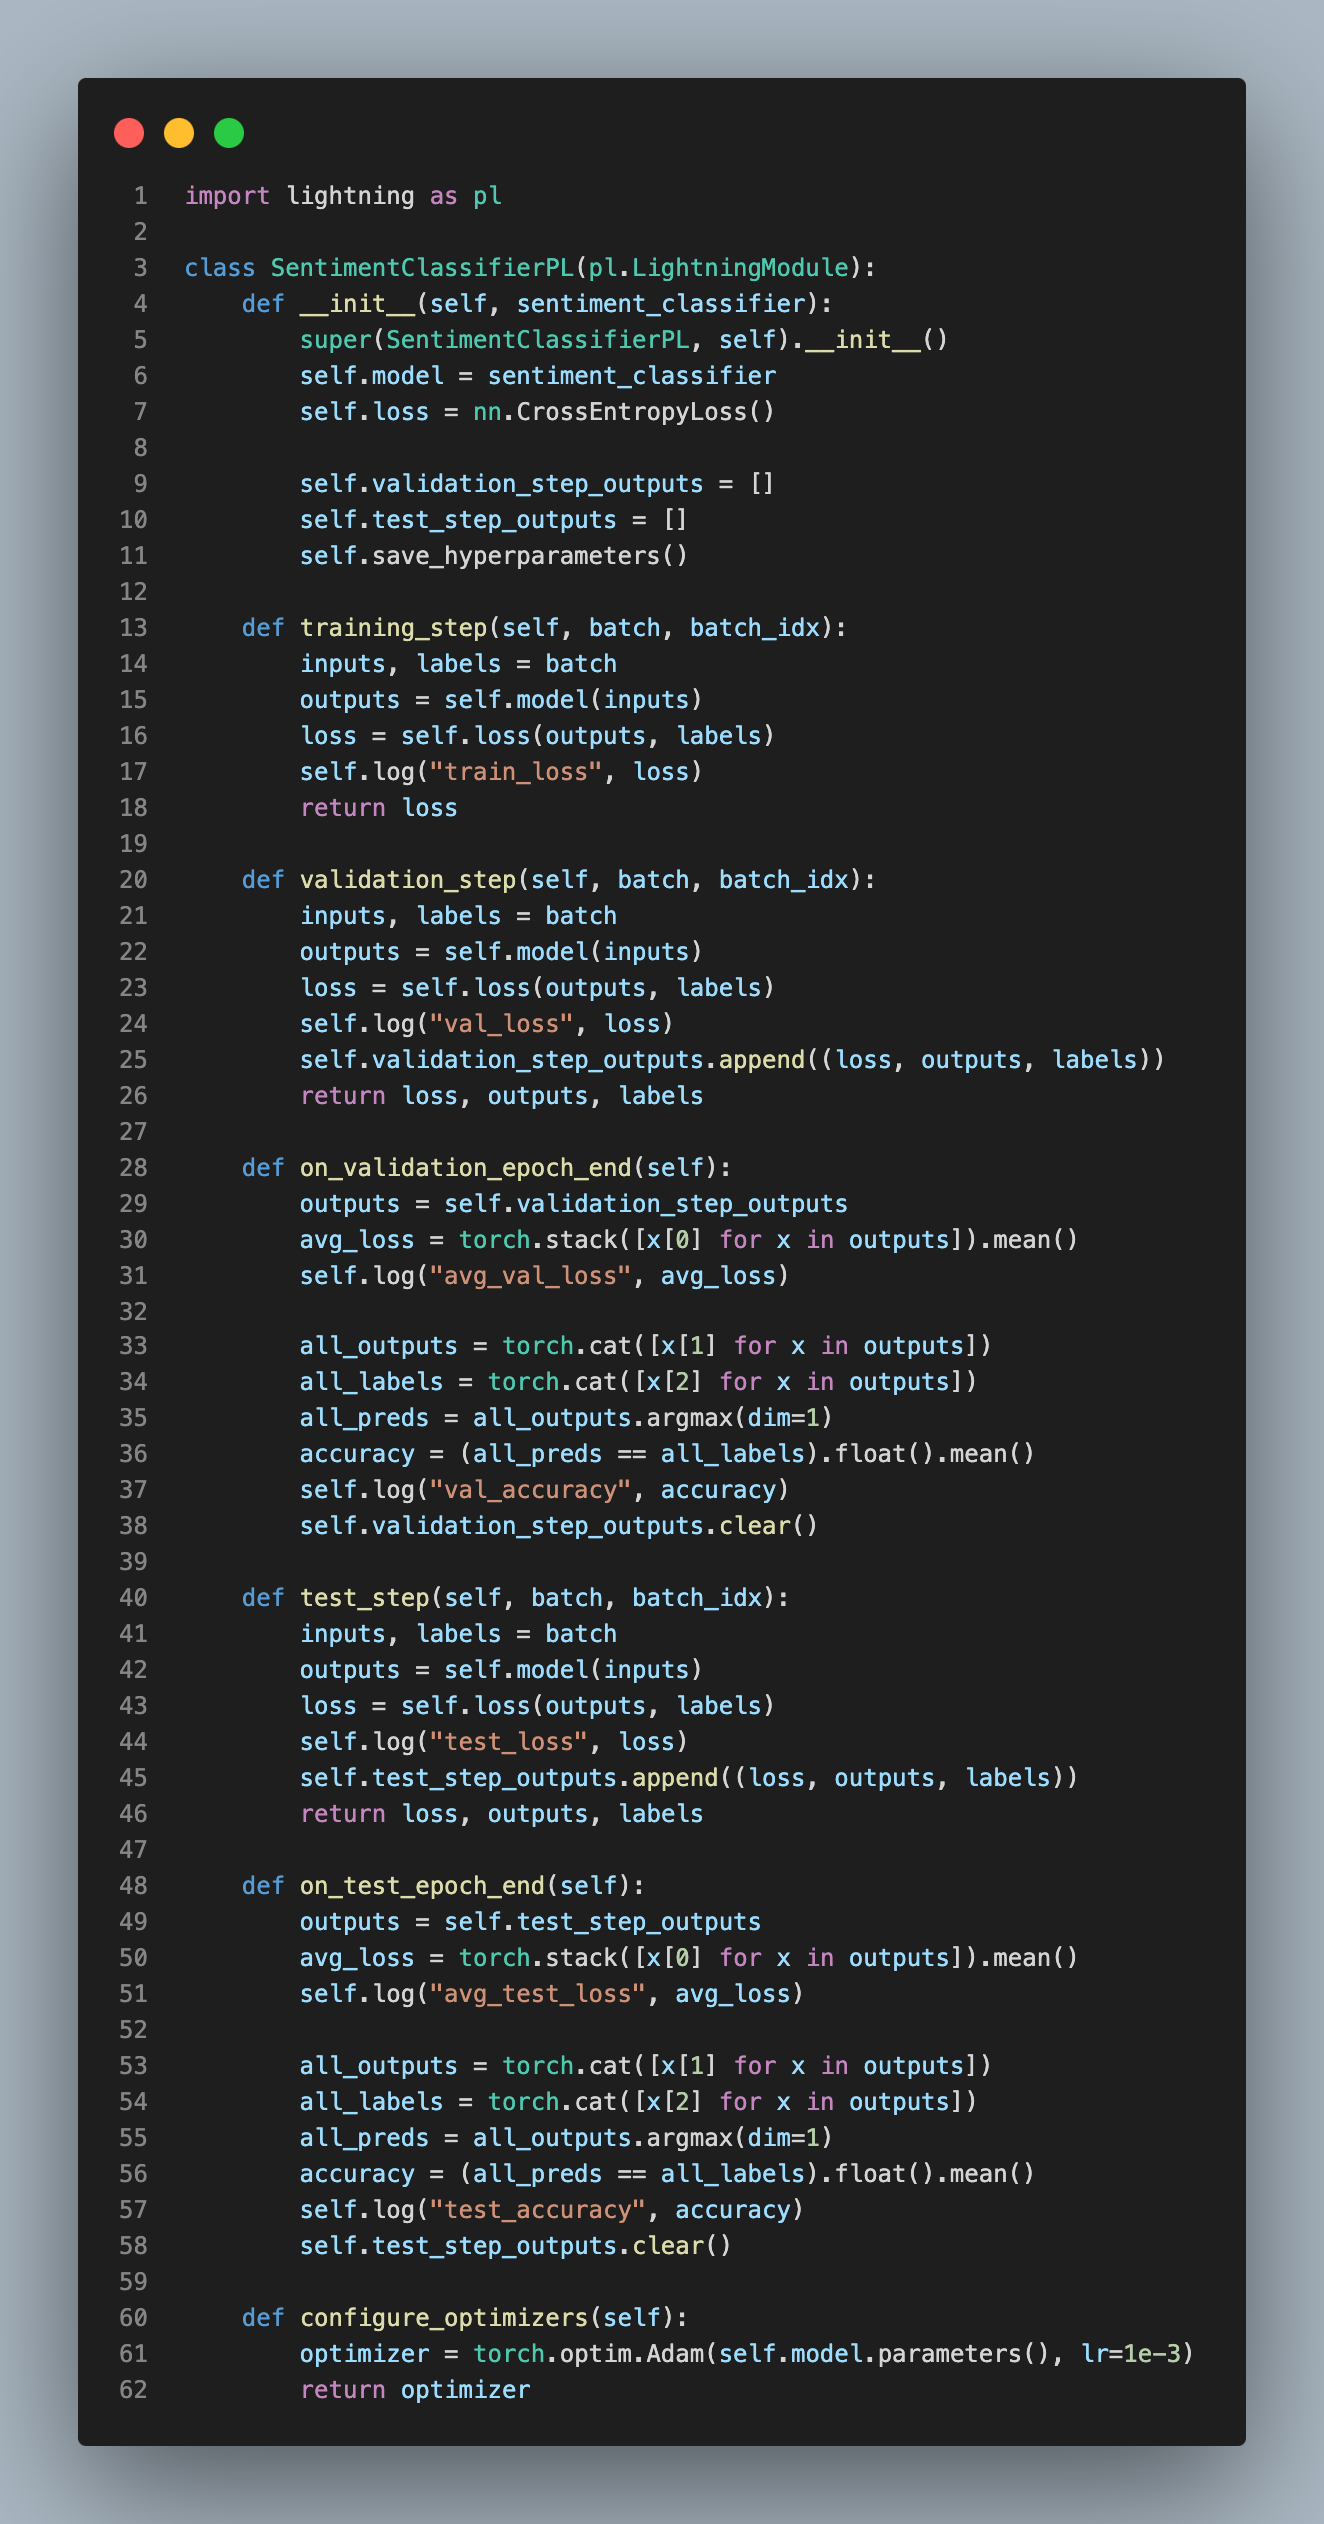 1 import lightning as pl
2
3 class SentimentClassifierPL(pl.LightningModule):
4     def __init__(self, sentiment_classifier):
5         super(SentimentClassifierPL, self).__init__()
6         self.model = sentiment_classifier
7         self.loss = nn.CrossEntropyLoss()
8
9         self.validation_step_outputs = []
10         self.test_step_outputs = []
11         self.save_hyperparameters()
12
13     def training_step(self, batch, batch_idx):
14         inputs, labels = batch
15         outputs = self.model(inputs)
16         loss = self.loss(outputs, labels)
17         self.log("train_loss", loss)
18         return loss
19
20     def validation_step(self, batch, batch_idx):
21         inputs, labels = batch
22         outputs = self.model(inputs)
23         loss = self.loss(outputs, labels)
24         self.log("val_loss", loss)
25         self.validation_step_outputs.append((loss, outputs, labels))
26         return loss, outputs, labels
27
28     def on_validation_epoch_end(self):
29         outputs = self.validation_step_outputs
30         avg_loss = torch.stack([x[0] for x in outputs]).mean()
31         self.log("avg_val_loss", avg_loss)
32
33         all_outputs = torch.cat([x[1] for x in outputs])
34         all_labels = torch.cat([x[2] for x in outputs])
35         all_preds = all_outputs.argmax(dim=1)
36         accuracy = (all_preds == all_labels).float().mean()
37         self.log("val_accuracy", accuracy)
38         self.validation_step_outputs.clear()
39
40     def test_step(self, batch, batch_idx):
41         inputs, labels = batch
42         outputs = self.model(inputs)
43         loss = self.loss(outputs, labels)
44         self.log("test_loss", loss)
45         self.test_step_outputs.append((loss, outputs, labels))
46         return loss, outputs, labels
47
48     def on_test_epoch_end(self):
49         outputs = self.test_step_outputs
50         avg_loss = torch.stack([x[0] for x in outputs]).mean()
51         self.log("avg_test_loss", avg_loss)
52
53         all_outputs = torch.cat([x[1] for x in outputs])
54         all_labels = torch.cat([x[2] for x in outputs])
55         all_preds = all_outputs.argmax(dim=1)
56         accuracy = (all_preds == all_labels).float().mean()
57         self.log("test_accuracy", accuracy)
58         self.test_step_outputs.clear()
59
60     def configure_optimizers(self):
61         optimizer = torch.optim.Adam(self.model.parameters(), lr=1e-3)
62         return optimizer